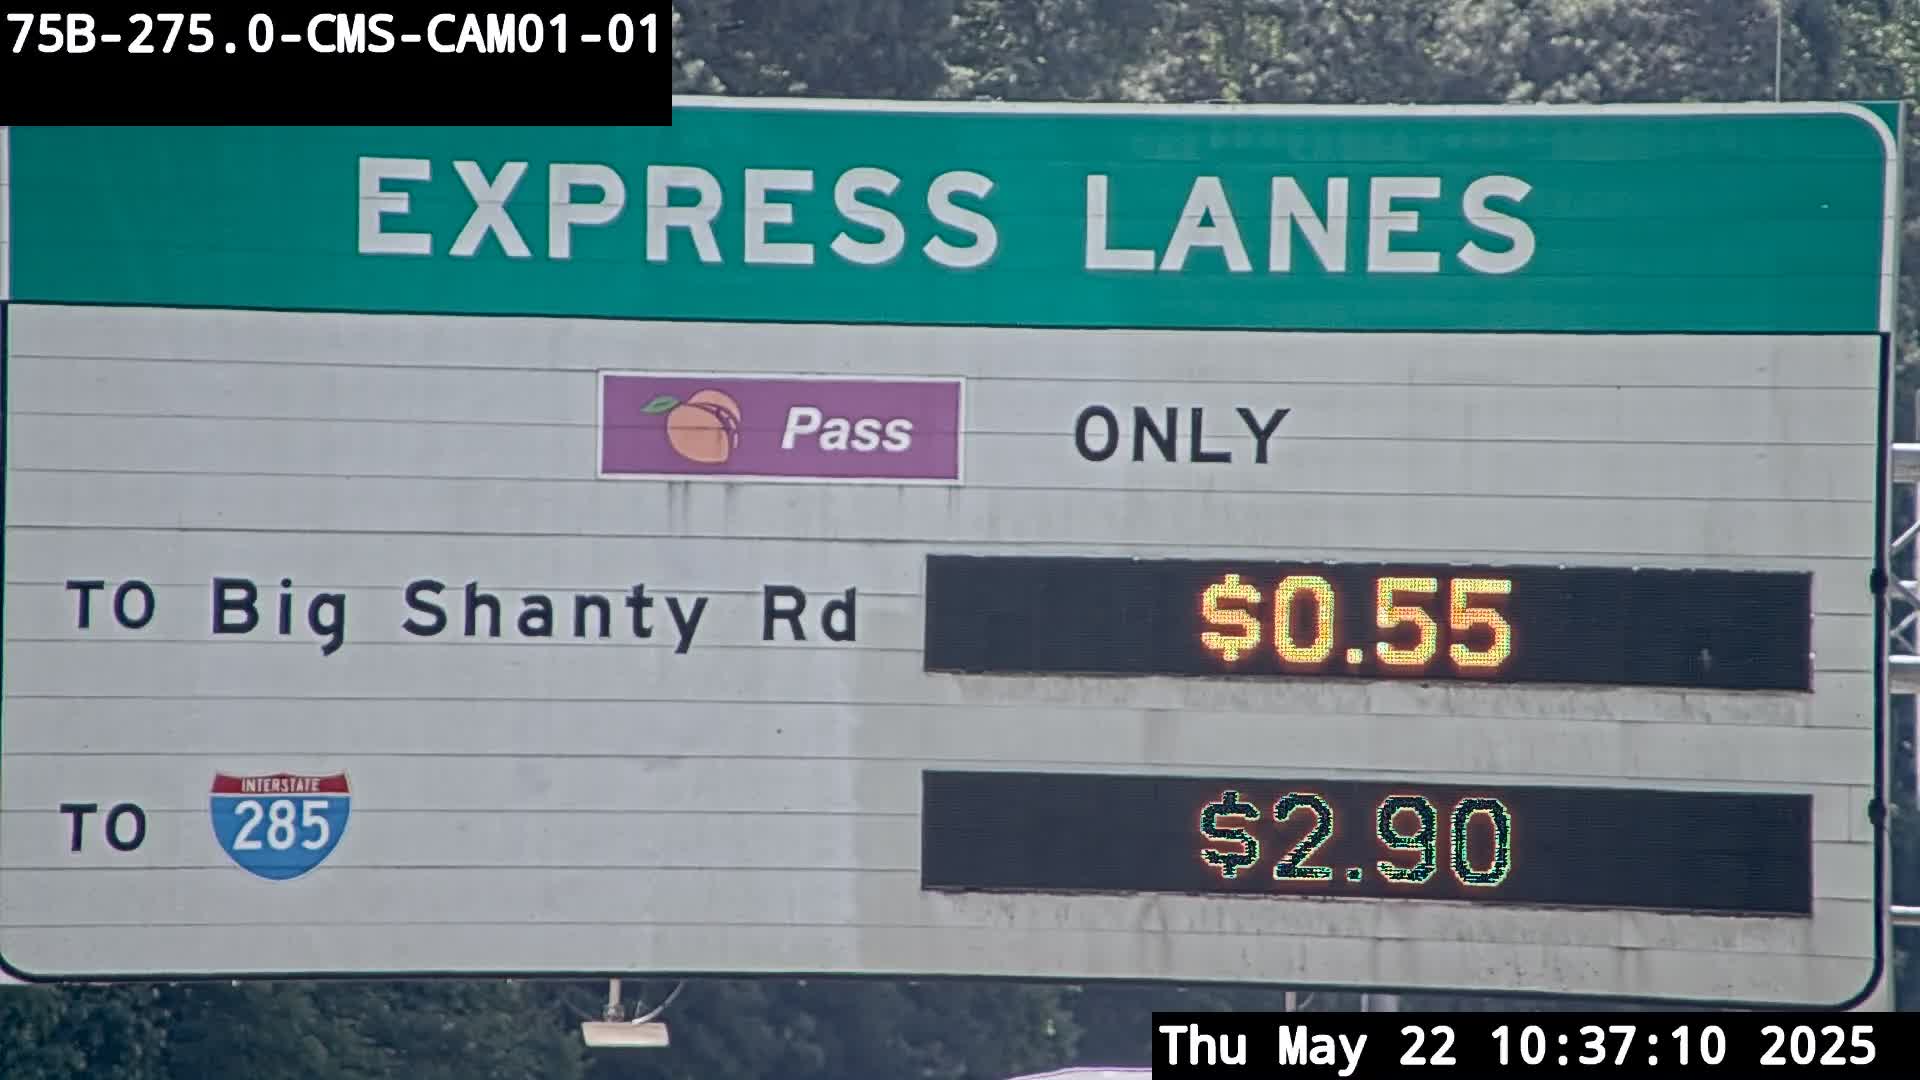 75B-275.0-CMS-CAM01-01
EXPRESS LANES
Pass ONLY
TO Big Shanty Rd $0.55
INTERSTATE
TO 285 $2.90
Thu May 22 10:37:10 2025